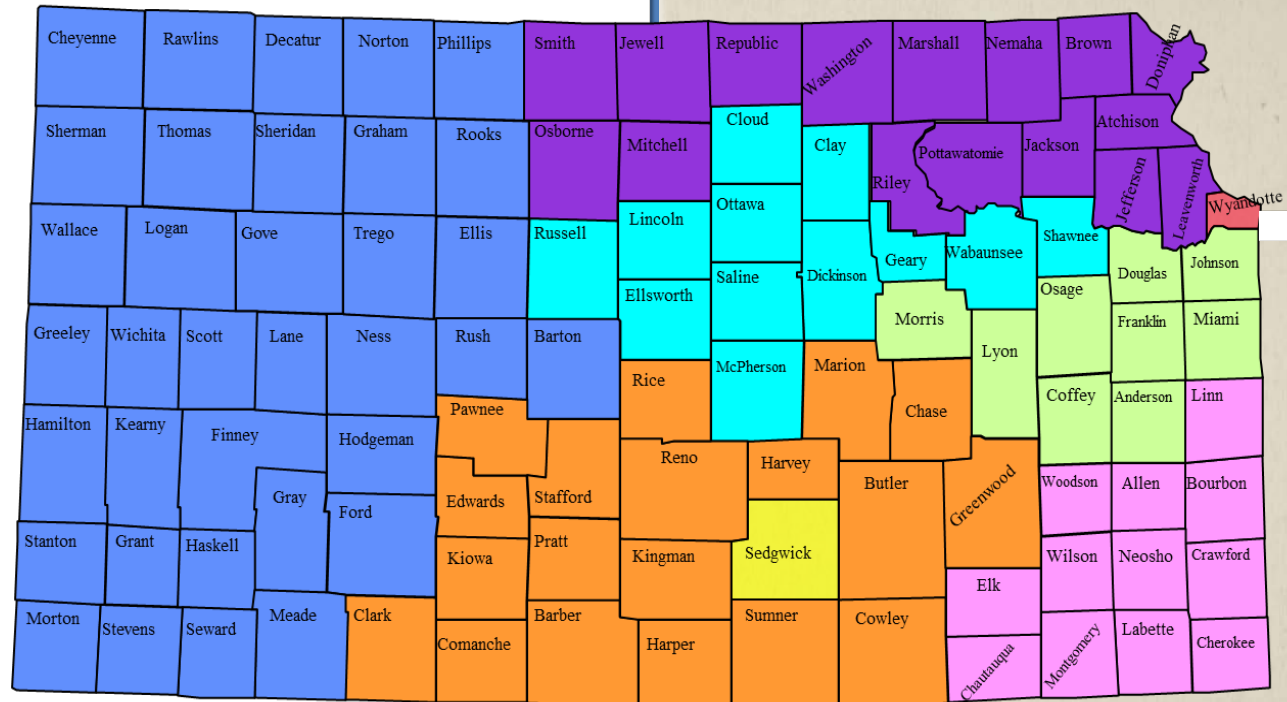 Cheyenne
Rawlins
Decatur
Norton
Phillips
Smith
Jewell
Republic
Washington
Marshall
Nemaha
Brown
Doniphan
Sherman
Thomas
Sheridan
Graham
Rooks
Osborne
Mitchell
Cloud
Clay
Riley
Pottawatomie
Jackson
Atchison
Jefferson
Leavenworth
Wyandotte
Wallace
Logan
Gove
Trego
Ellis
Russell
Lincoln
Ottawa
Saline
Dickinson
Geary
Wabaunsee
Shawnee
Douglas
Johnson
Ellsworth
Osage
Greeley
Wichita
Scott
Lane
Ness
Rush
Barton
Rice
McPherson
Marion
Morris
Lyon
Franklin
Miami
Hamilton
Kearny
Finney
Hodgeman
Pawnee
Chase
Coffey
Anderson
Linn
Gray
Ford
Edwards
Stafford
Reno
Harvey
Butler
Greenwood
Woodson
Allen
Bourbon
Stanton
Grant
Haskell
Kiowa
Pratt
Kingman
Sedgwick
Elk
Wilson
Neosho
Crawford
Morton
Stevens
Seward
Meade
Clark
Comanche
Barber
Harper
Sumner
Cowley
Chautauqua
Montgomery
Labette
Cherokee